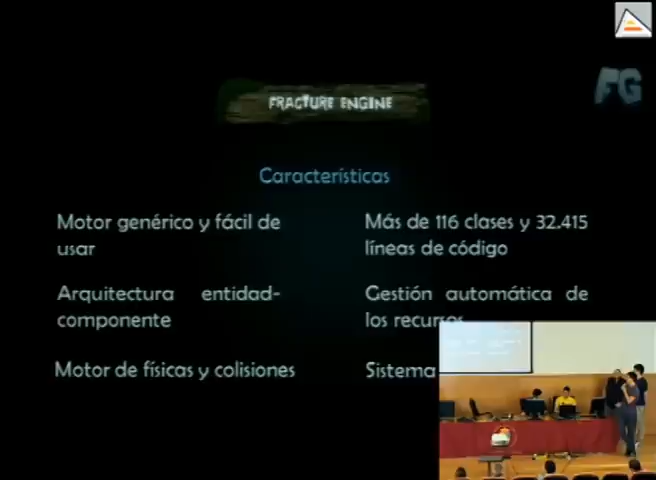 FG
FRACTURE ENGINE
Características
Motor genérico y fácil de
usar
Más de 116 clases y 32.415
líneas de código
Arquitectura entidad-
componente
Gestión automática de
los recursos
Motor de físicas y colisiones
Sistema